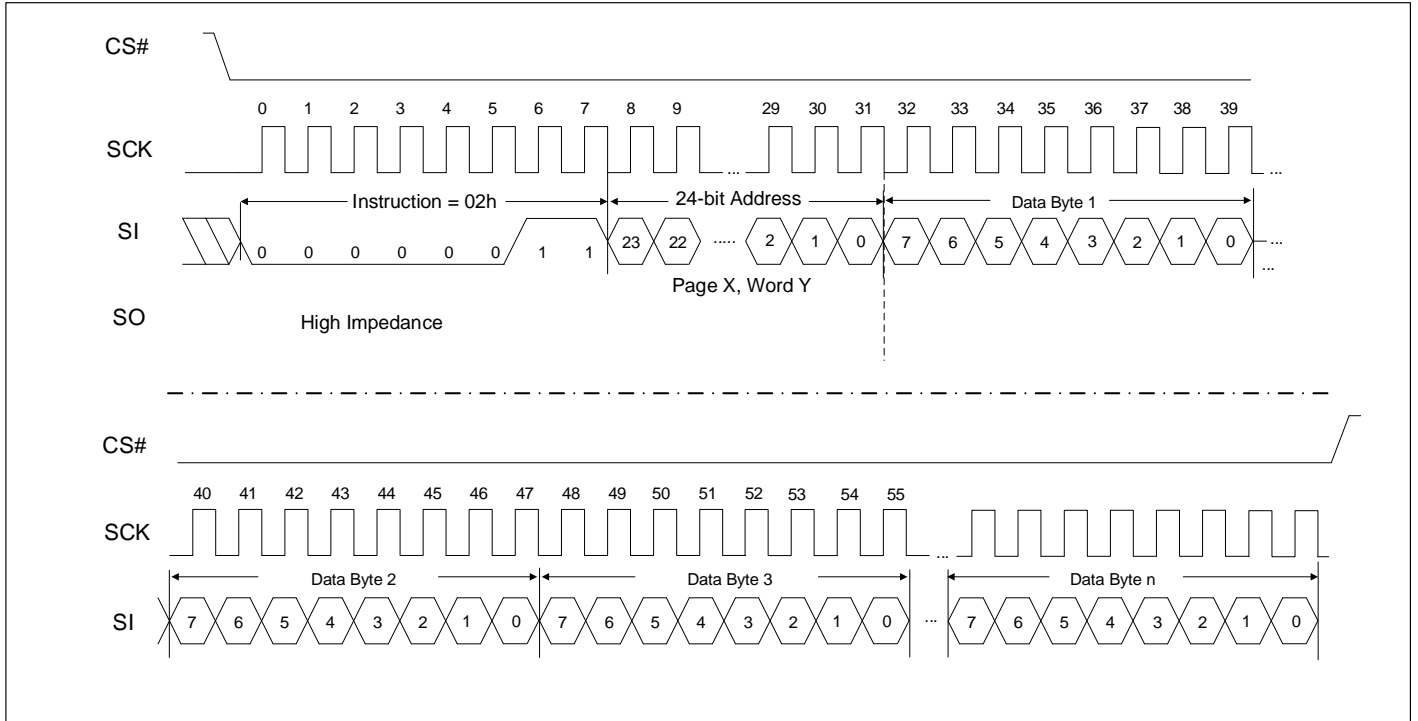 CS#
0 1 2 3 4 5 6 7 8 9 29 30 31 32 33 34 35 36 37 38 39
SCK
... ...
Instruction = 02h 24-bit Address Data Byte 1
SI
0 0 0 0 0 0 1 1 23 22 ..... 2 1 0 7 6 5 4 3 2 1 0 ...
...
Page X, Word Y
SO
High Impedance
CS#
40 41 42 43 44 45 46 47 48 49 50 51 52 53 54 55
SCK
... ...
Data Byte 2 Data Byte 3 Data Byte n
SI
7 6 5 4 3 2 1 0 7 6 5 4 3 2 1 0 ... 7 6 5 4 3 2 1 0